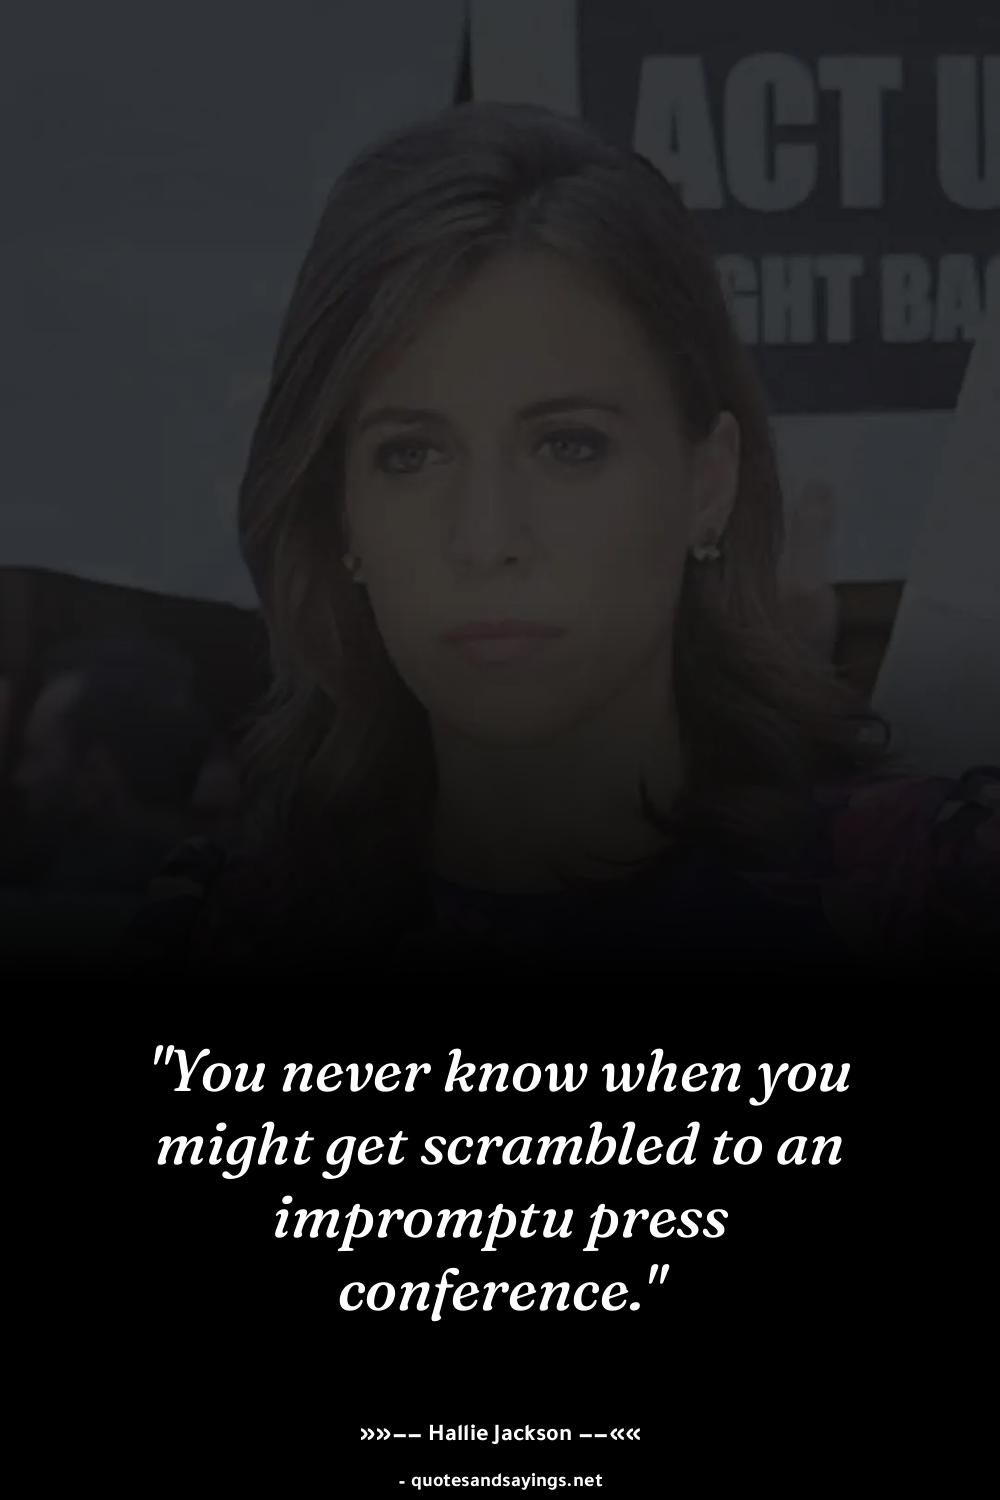 ACT U
GHT BAC
"You never know when you
might get scrambled to an
impromptu press
conference."
»»–– Hallie Jackson ––««
- quotesandsayings.net